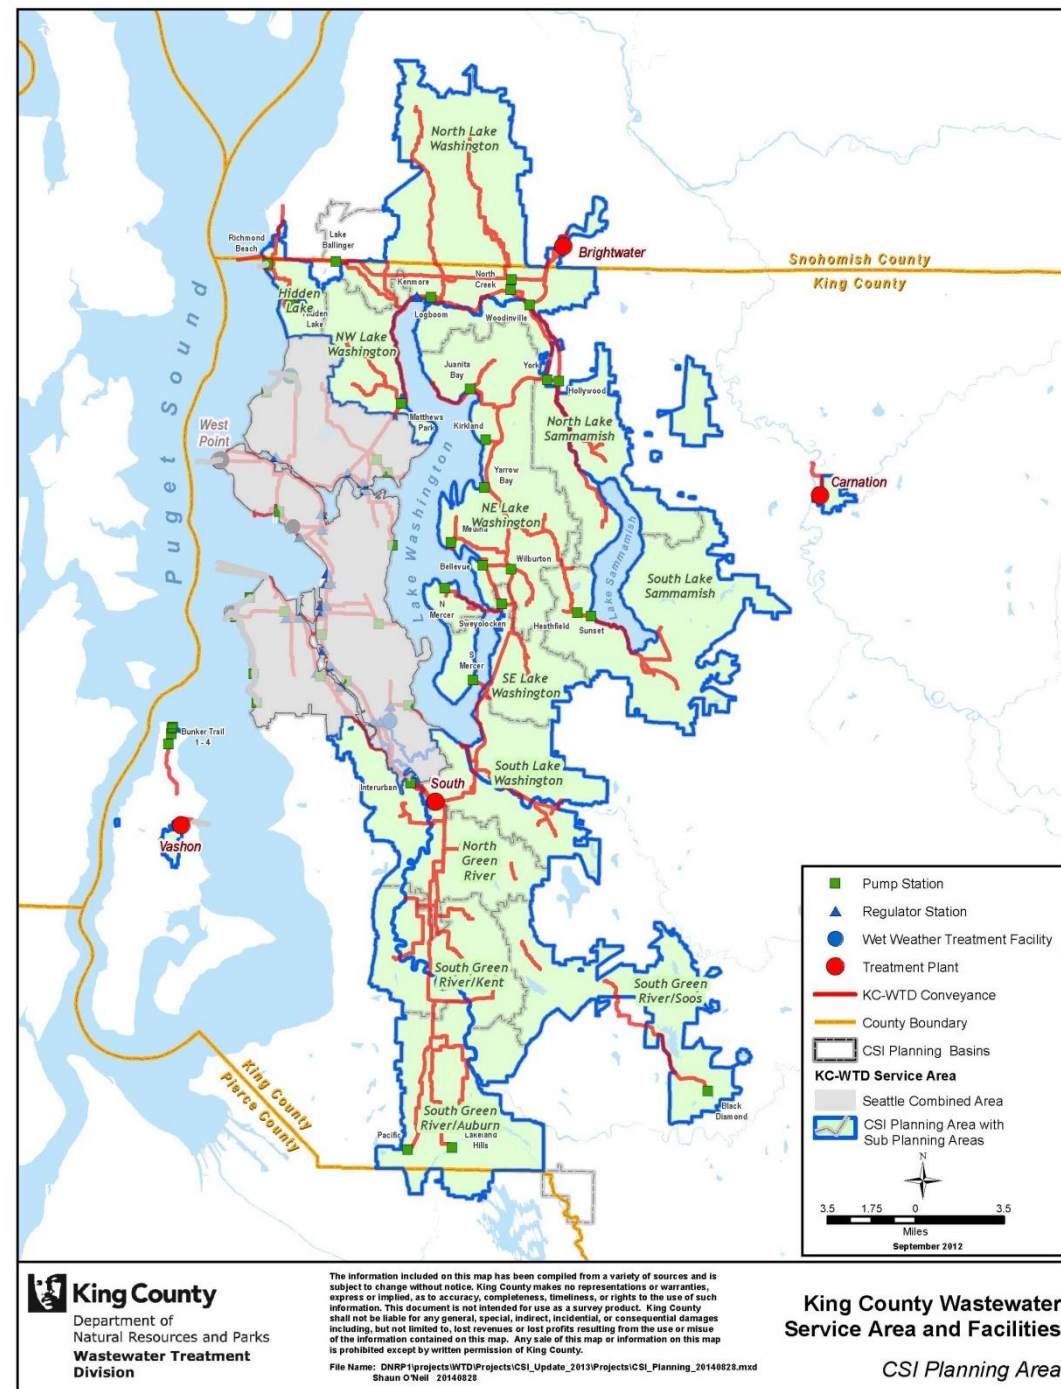 North Lake
Washington
Richmond
Beach
Lake
Ballinger
Brightwater
Snohomish County
King County
Kenmore
North
Creek
Hidden
Lake
Hidden
Lake
Logboom
Woodinville
NW Lake
Washington
Juanita
Bay
York
Hollywood
Puget Sound
West
Point
Matthews
Park
Kirkland
North Lake
Sammamish
Lake Washington
Yarrow
Bay
Carnation
NE Lake
Washington
Medina
Lake Sammamish
Bellevue
Wilburton
South Lake
Sammamish
N
Mercer
Sweyolocken
Heathfield
Sunset
S
Mercer
SE Lake
Washington
Bunker Trail
1 - 4
South Lake
Washington
Interurban
South
Vashon
North
Green
River
South Green
River/Kent
South Green
River/Soos
King County
Pierce County
Black
Diamond
South Green
River/Auburn
Pacific
Lakeland
Hills
Pump Station
Regulator Station
Wet Weather Treatment Facility
Treatment Plant
KC-WTD Conveyance
County Boundary
CSI Planning Basins
KC-WTD Service Area
Seattle Combined Area
CSI Planning Area with
Sub Planning Areas
N
3.5 1.75 0 3.5
Miles
September 2012
King County
Department of
Natural Resources and Parks
Wastewater Treatment
Division
The information included on this map has been compiled from a variety of sources and is
subject to change without notice. King County makes no representations or warranties,
express or implied, as to accuracy, completeness, timeliness, or rights to the use of such
information. This document is not intended for use as a survey product. King County
shall not be liable for any general, special, indirect, incidental, or consequential damages
including, but not limited to, lost revenues or lost profits resulting from the use or misuse
of the information contained on this map. Any sale of this map or information on this map
is prohibited except by written permission of King County.
File Name: DNRP1\projects\WTD\Projects\CSI_Update_2013\Projects\CSI_Planning_20140828.mxd
Shaun O'Neil 20140828
King County Wastewater
Service Area and Facilities
CSI Planning Area